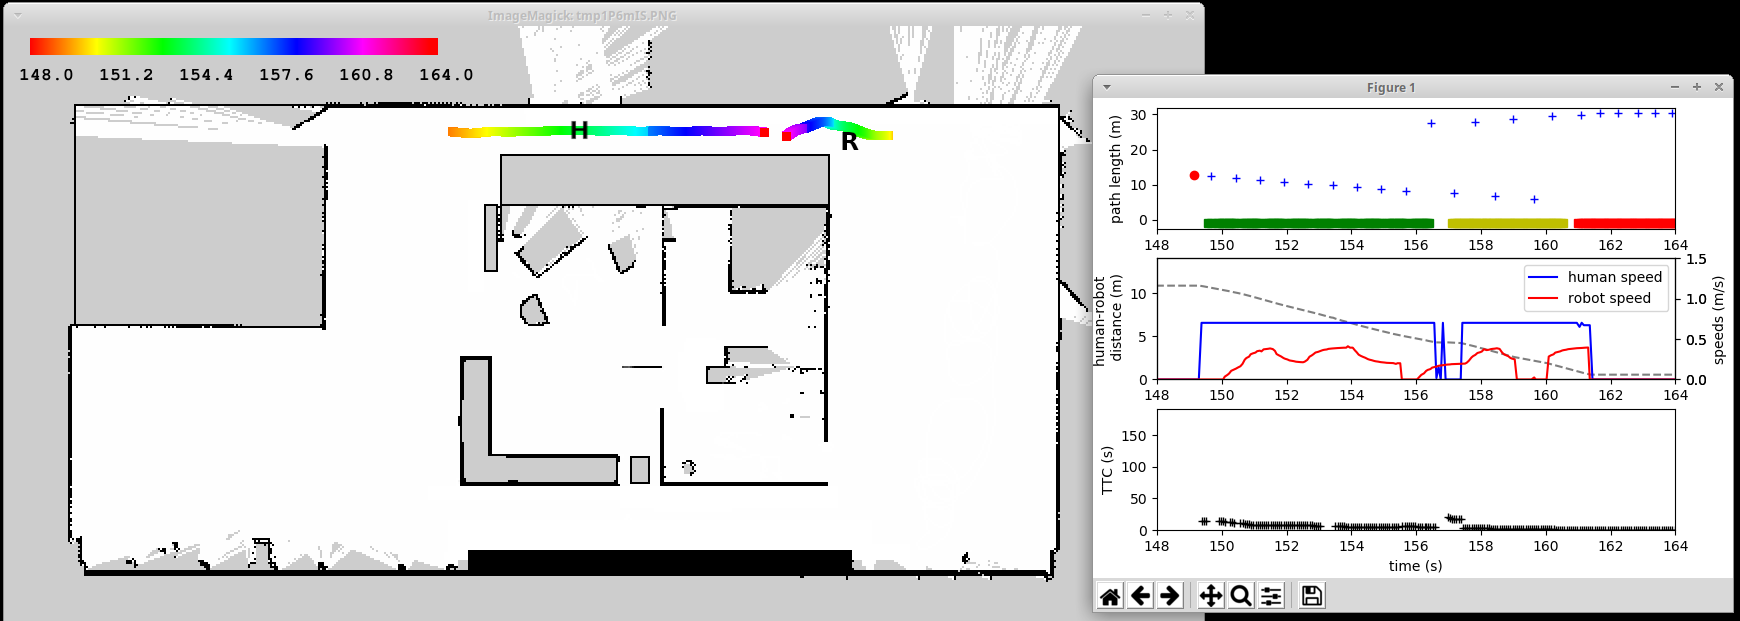 ImageMagick: tmp1P6mIS.PNG
148.0 151.2 154.4 157.6 160.8 164.0
H
R
Figure 1
path length (m)
30
20
10
0
148 150 152 154 156 158 160 162 164
human-robot
distance (m)
10
5
0
human speed
robot speed
1.5
1.0
0.5
0.0
speeds (m/s)
148 150 152 154 156 158 160 162 164
TTC (s)
150
100
50
0
148 150 152 154 156 158 160 162 164
time (s)